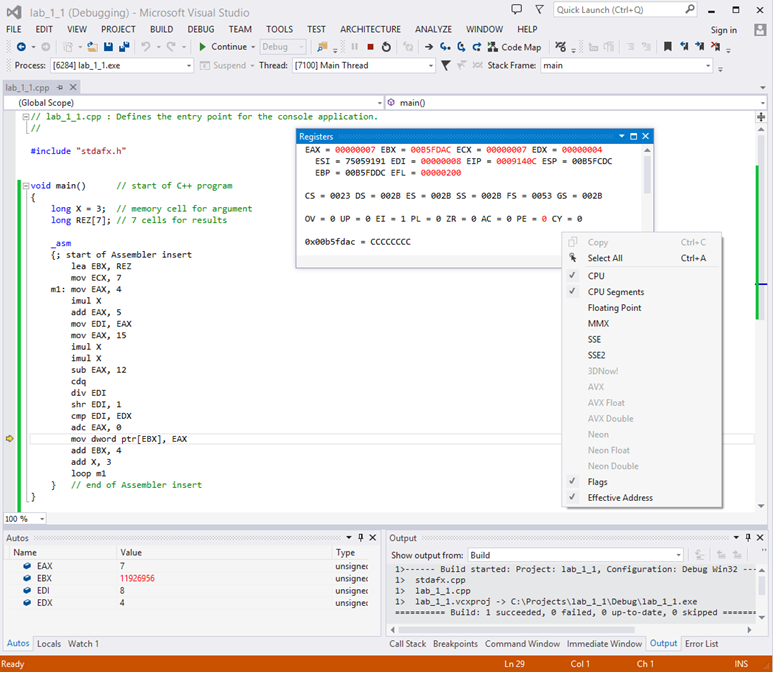 lab_1_1 (Debugging) - Microsoft Visual Studio
Quick Launch (Ctrl+Q)
FILE EDIT VIEW PROJECT BUILD DEBUG TEAM TOOLS TEST ARCHITECTURE ANALYZE WINDOW HELP Sign in
Continue Debug Code Map
Process: [6284] lab_1_1.exe Suspend Thread: [7100] Main Thread Stack Frame: main
lab_1_1.cpp
(Global Scope) main()
// lab_1_1.cpp : Defines the entry point for the console application.
//
#include "stdafx.h"
void main() // start of C++ program
{
long X = 3; // memory cell for argument
long REZ[7]; // 7 cells for results
_asm
{; start of Assembler insert
lea EBX, REZ
mov ECX, 7
m1: mov EAX, 4
imul X
add EAX, 5
mov EDI, EAX
mov EAX, 15
imul X
imul X
sub EAX, 12
cdq
div EDI
shr EDI, 1
cmp EDI, EDX
adc EAX, 0
mov dword ptr[EBX], EAX
add EBX, 4
add X, 3
loop m1
} // end of Assembler insert
}
100 %
Registers
EAX = 00000007 EBX = 00B5FDAC ECX = 00000007 EDX = 00000004
ESI = 75059191 EDI = 00000008 EIP = 0009140C ESP = 00B5FCDC
EBP = 00B5FDDC EFL = 00000200
CS = 0023 DS = 002B ES = 002B SS = 002B FS = 0053 GS = 002B
OV = 0 UP = 0 EI = 1 PL = 0 ZR = 0 AC = 0 PE = 0 CY = 0
0x00b5fdac = CCCCCCCC
Copy Ctrl+C
Select All Ctrl+A
CPU
CPU Segments
Floating Point
MMX
SSE
SSE2
3DNow!
AVX
AVX Float
AVX Double
Neon
Neon Float
Neon Double
Flags
Effective Address
Autos
Name Value Type
EAX 7 unsigned
EBX 11926956 unsigned
EDI 8 unsigned
EDX 4 unsigned
Autos Locals Watch 1
Output
Show output from: Build
1>------ Build started: Project: lab_1_1, Configuration: Debug Win32 ---
1> stdafx.cpp
1> lab_1_1.cpp
1> lab_1_1.vcxproj -> C:\Projects\lab_1_1\Debug\lab_1_1.exe
========== Build: 1 succeeded, 0 failed, 0 up-to-date, 0 skipped =======
Call Stack Breakpoints Command Window Immediate Window Output Error List
Ready Ln 29 Col 1 Ch 1 INS